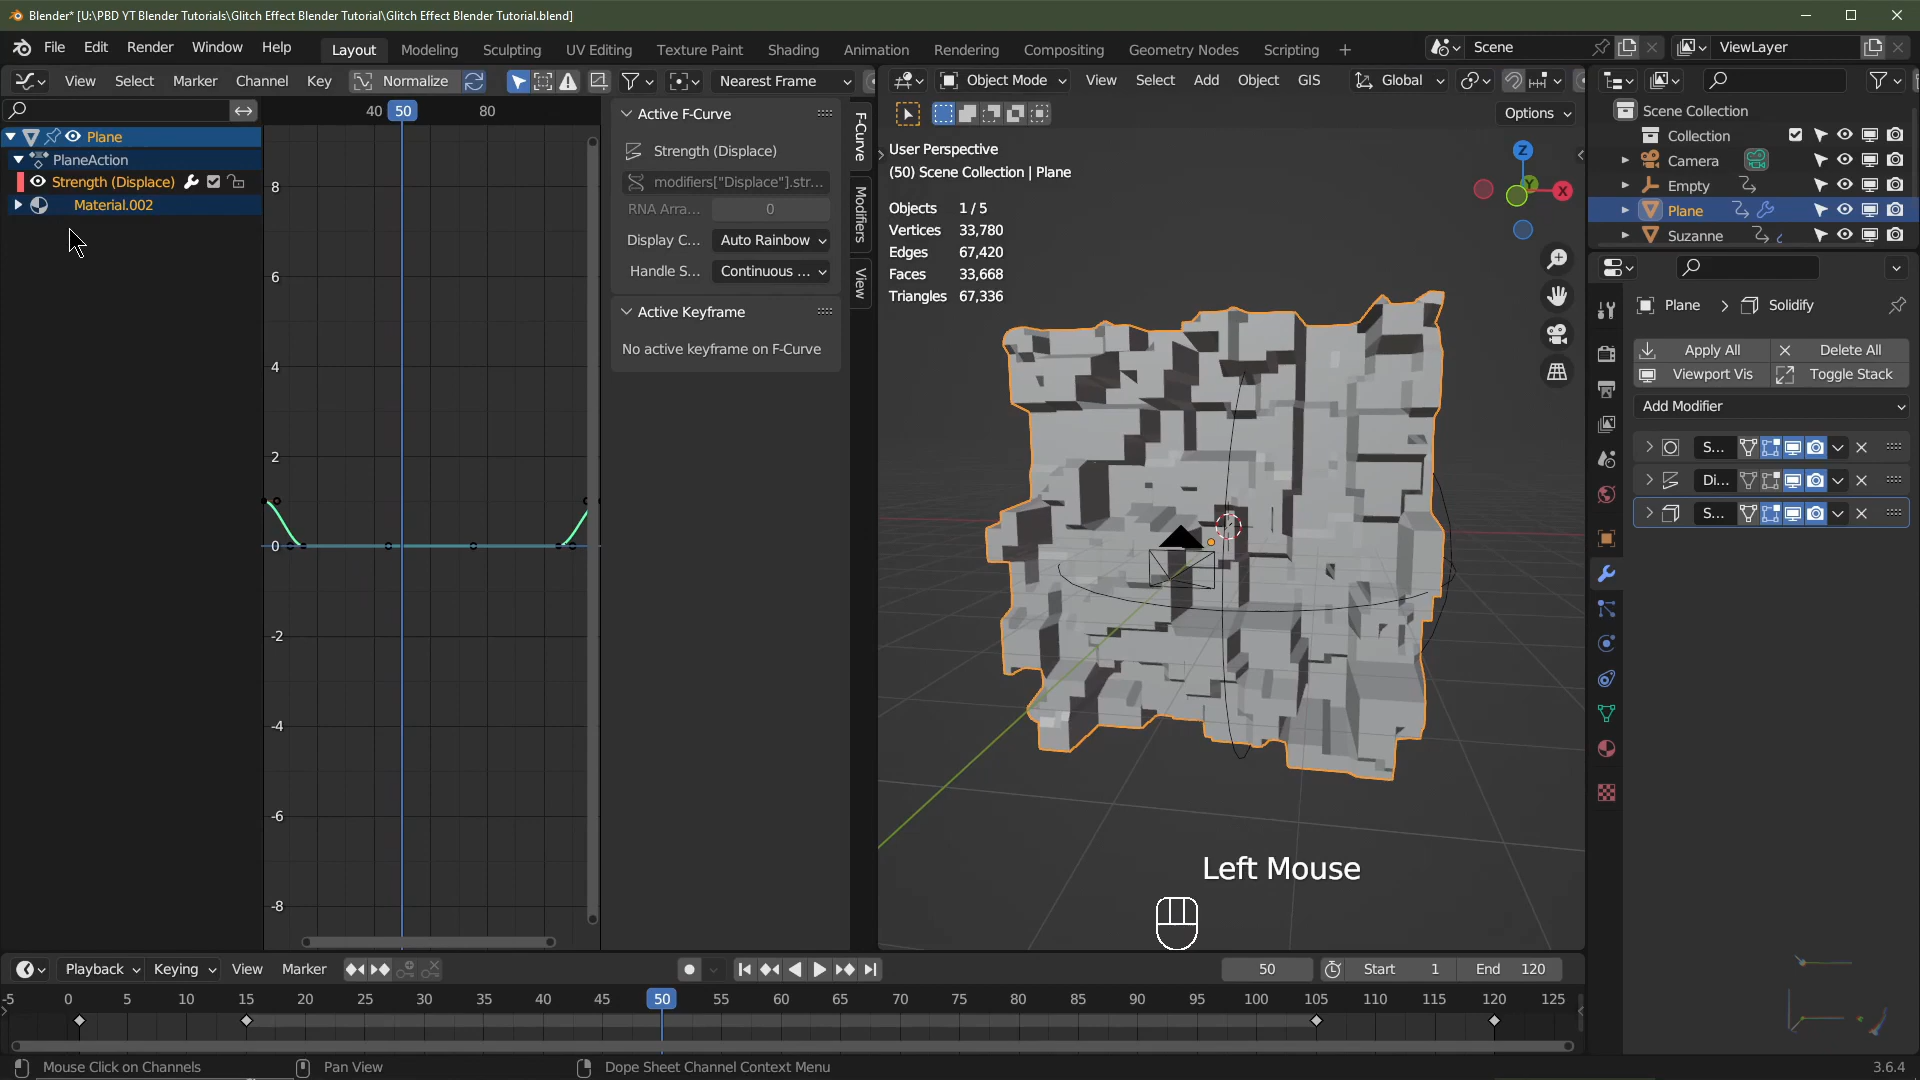 Blender* [U:\PBD YT Blender Tutorials\Glitch Effect Blender Tutorial\Glitch Effect Blender Tutorial.blend]
File Edit Render Window Help Layout Modeling Sculpting UV Editing Texture Paint Shading Animation Rendering Compositing Geometry Nodes Scripting + Scene ViewLayer
View Select Marker Channel Key Normalize Nearest Frame Object Mode View Select Add Object GIS Global
Options
40 50 80
Plane
PlaneAction
Strength (Displace)
Material.002
8
6
4
2
0
-2
-4
-6
-8
Active F-Curve
Strength (Displace)
modifiers["Displace"].str...
RNA Arra... 0
Display C... Auto Rainbow
Handle S... Continuous ...
Active Keyframe
No active keyframe on F-Curve
F-Curve
Modifiers
View
User Perspective
(50) Scene Collection | Plane
Objects 1 / 5
Vertices 33,780
Edges 67,420
Faces 33,668
Triangles 67,336
Z
Y
X
Left Mouse
Scene Collection
Collection
Camera
Empty
Plane
Suzanne
Plane > Solidify
Apply All Delete All
Viewport Vis Toggle Stack
Add Modifier
S...
Di...
S...
Playback Keying View Marker 50 Start 1 End 120
-5 0 5 10 15 20 25 30 35 40 45 50 55 60 65 70 75 80 85 90 95 100 105 110 115 120 125
Mouse Click on Channels Pan View Dope Sheet Channel Context Menu 3.6.4